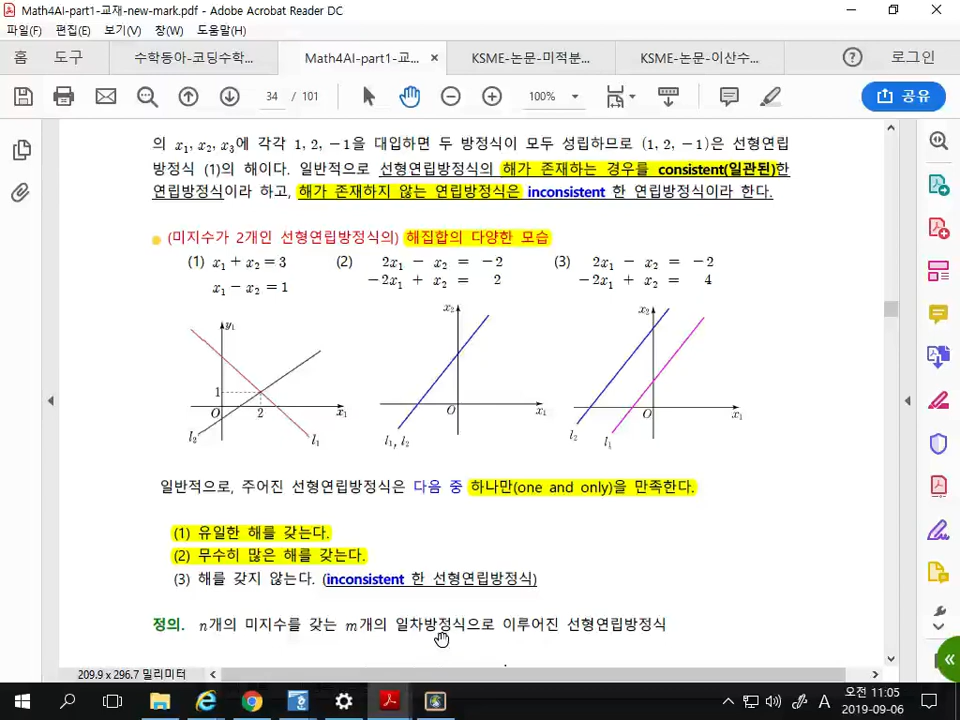 Math4AI-part1-교재-new-mark.pdf - Adobe Acrobat Reader DC
파일(F) 편집(E) 보기(V) 창(W) 도움말(H)
홈 도구 수학동아-코딩수학... Math4AI-part1-교... × KSME-논문-미적분... KSME-논문-이산수... 로그인
34 / 101 100% 공유
의 x₁, x₂, x₃에 각각 1, 2, −1을 대입하면 두 방정식이 모두 성립하므로 (1, 2, −1)은 선형연립
방정식 (1)의 해이다. 일반적으로 선형연립방정식의 해가 존재하는 경우를 consistent(일관된)한
연립방정식이라 하고, 해가 존재하지 않는 연립방정식은 inconsistent 한 연립방정식이라 한다.
(미지수가 2개인 선형연립방정식의) 해집합의 다양한 모습
(1) x₁ + x₂ = 3 (2) 2x₁ − x₂ = −2 (3) 2x₁ − x₂ = −2
x₁ − x₂ = 1 −2x₁ + x₂ = 2 −2x₁ + x₂ = 4
y₁ x₂ x₂
1
O 2 x₁ O x₁ O x₁
l₂ l₁ l₁, l₂ l₂ l₁
일반적으로, 주어진 선형연립방정식은 다음 중 하나만(one and only)을 만족한다.
(1) 유일한 해를 갖는다.
(2) 무수히 많은 해를 갖는다.
(3) 해를 갖지 않는다. (inconsistent 한 선형연립방정식)
정의. n개의 미지수를 갖는 m개의 일차방정식으로 이루어진 선형연립방정식
209.9 x 296.7 밀리미터
A 오전 11:05
2019-09-06